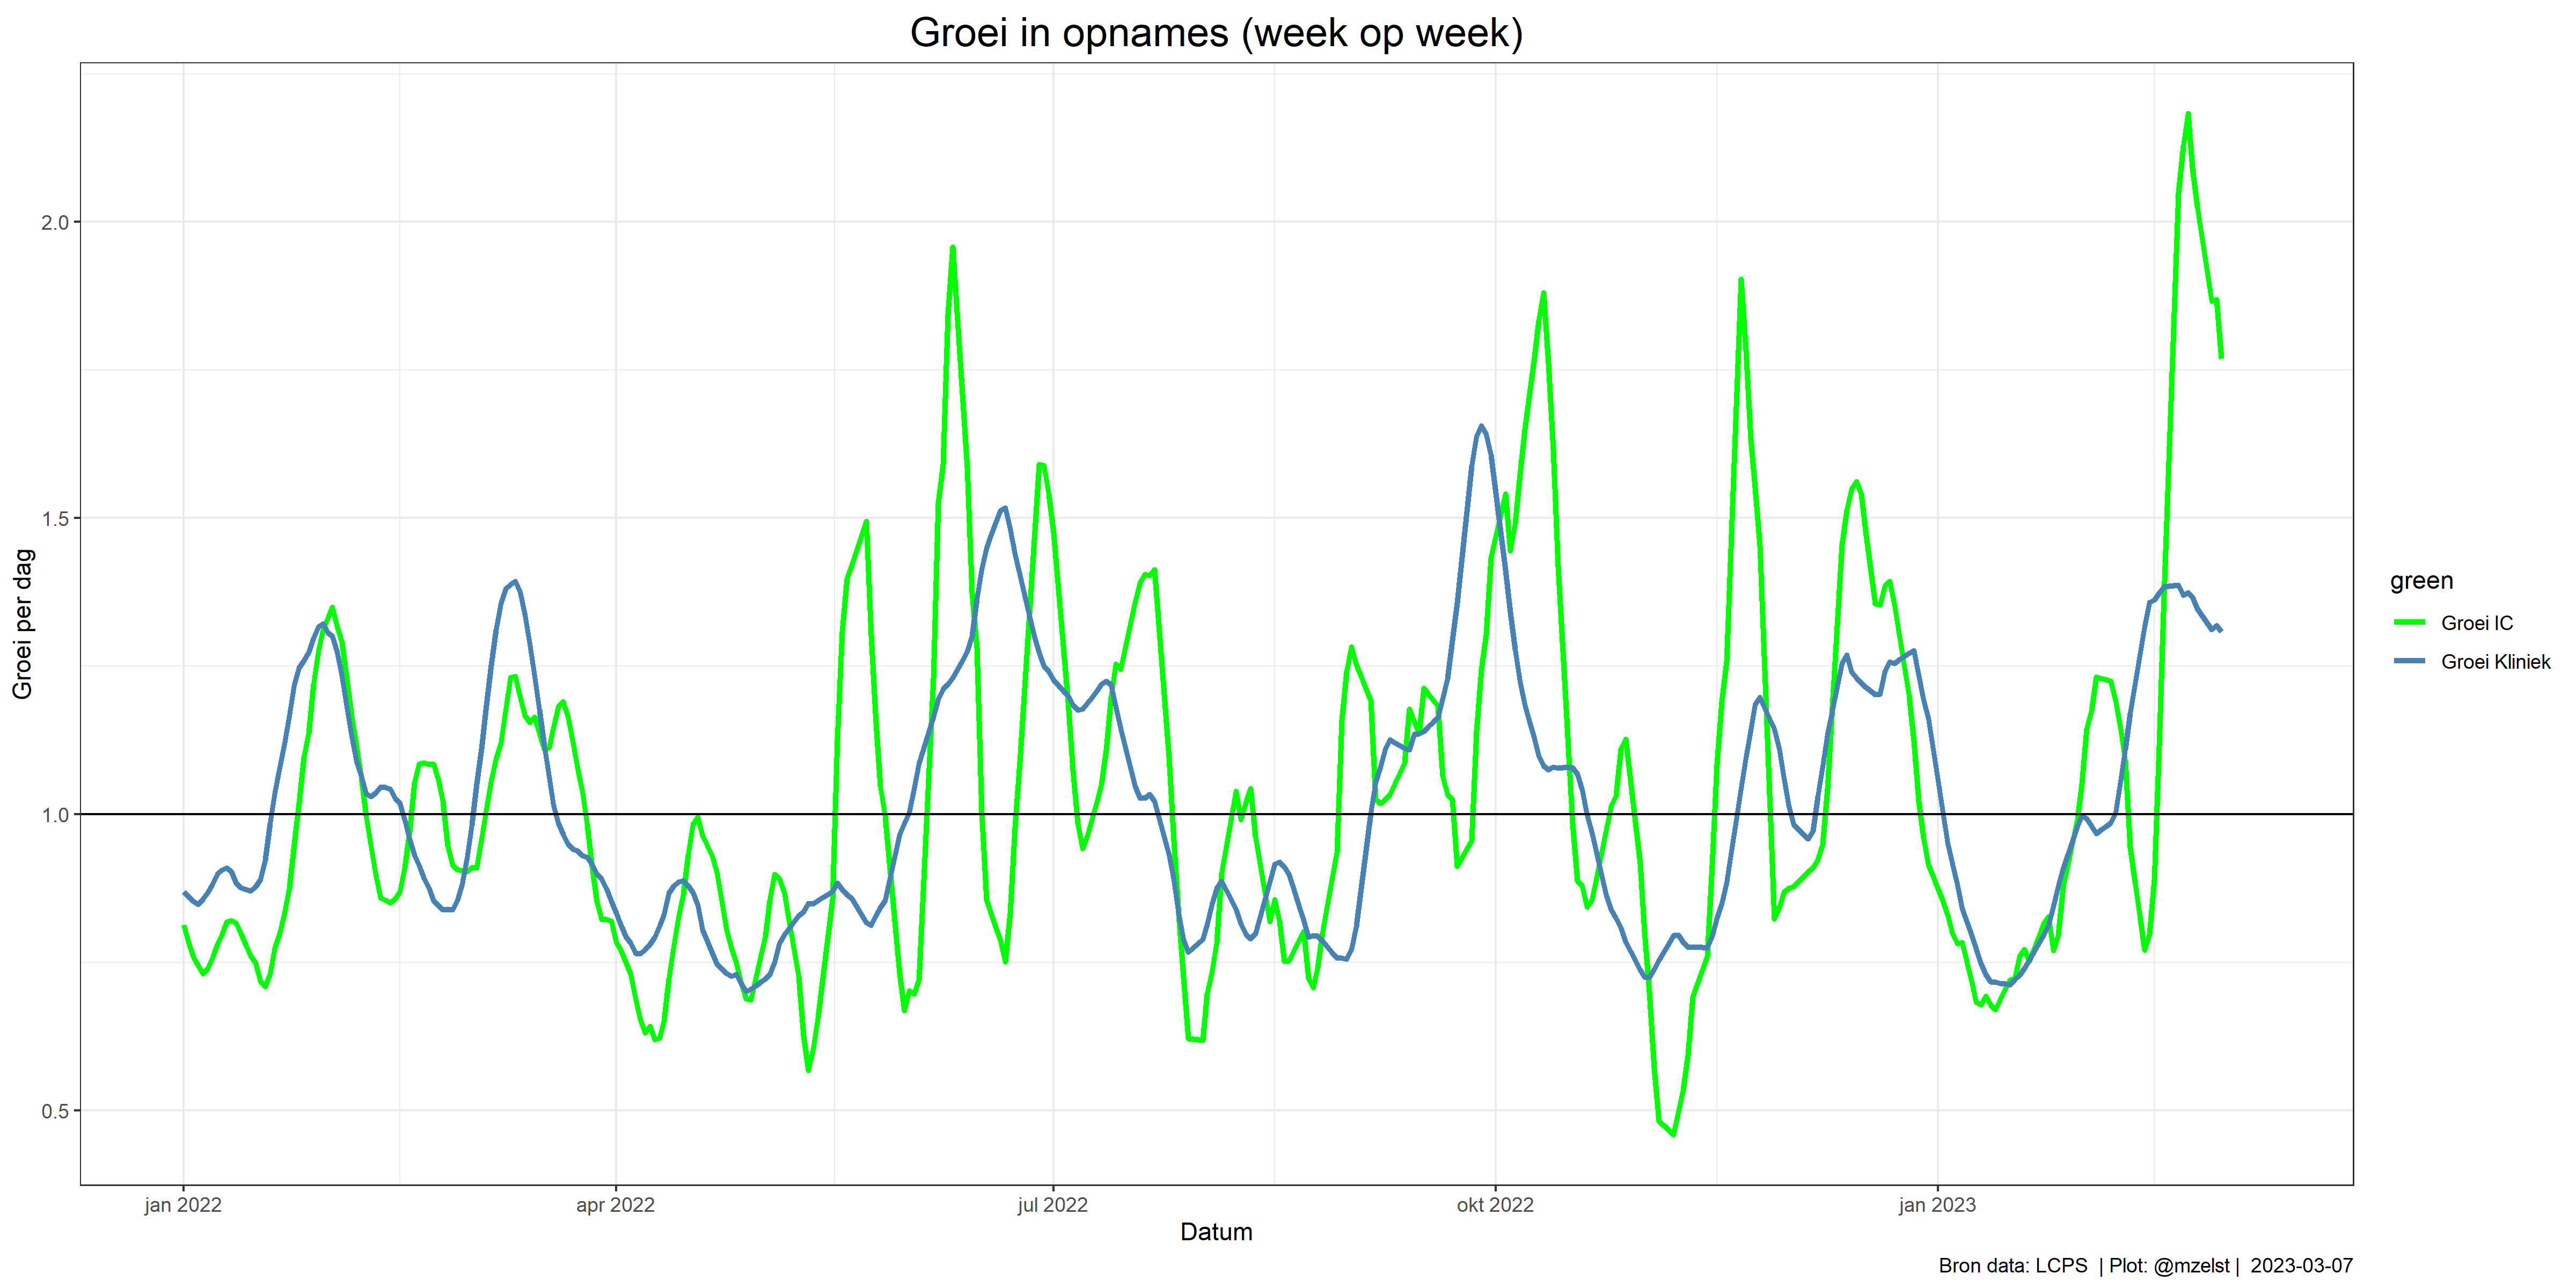 Groei in opnames (week op week)
Groei per dag
2.0
1.5
1.0
0.5
jan 2022
apr 2022
jul 2022
okt 2022
jan 2023
Datum
green
Groei IC
Groei Kliniek
Bron data: LCPS | Plot: @mzelst | 2023-03-07